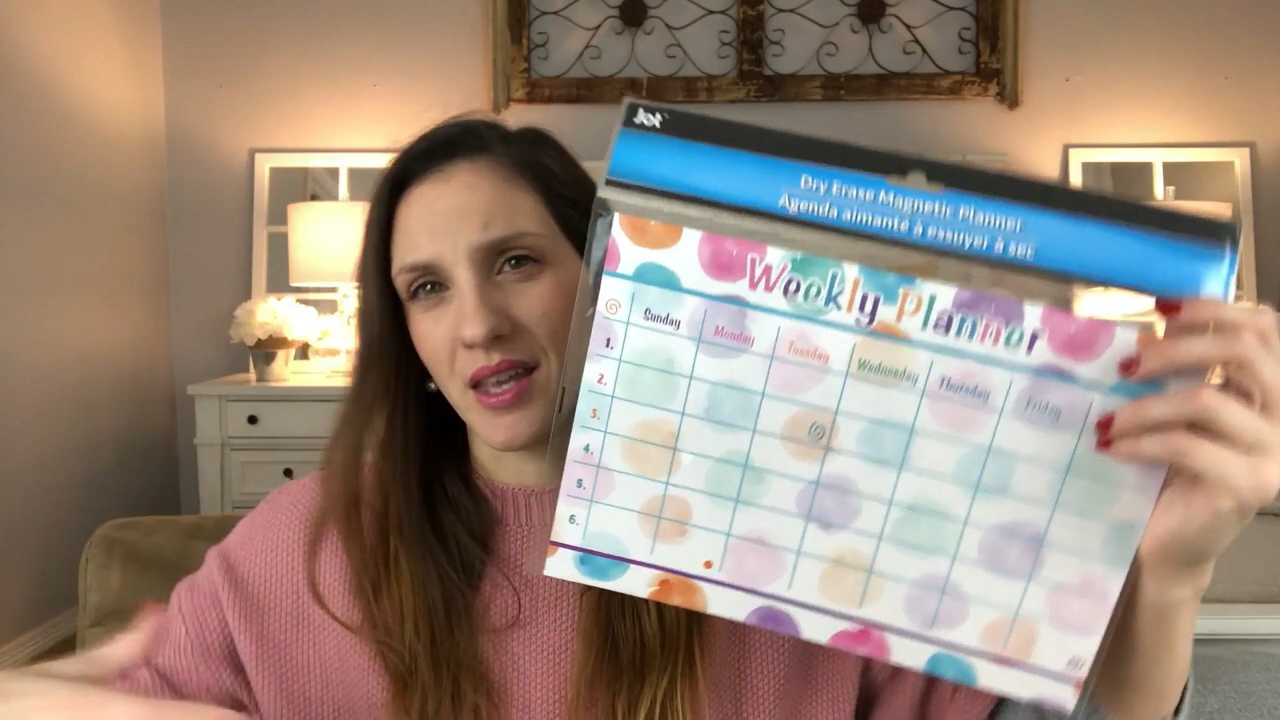 Jot
Dry Erase Magnetic Planner
Agenda aimanté à essuyer à sec
Weekly Planner
Sunday Monday Tuesday Wednesday Thursday Friday
1.
2.
3.
4.
5.
6.